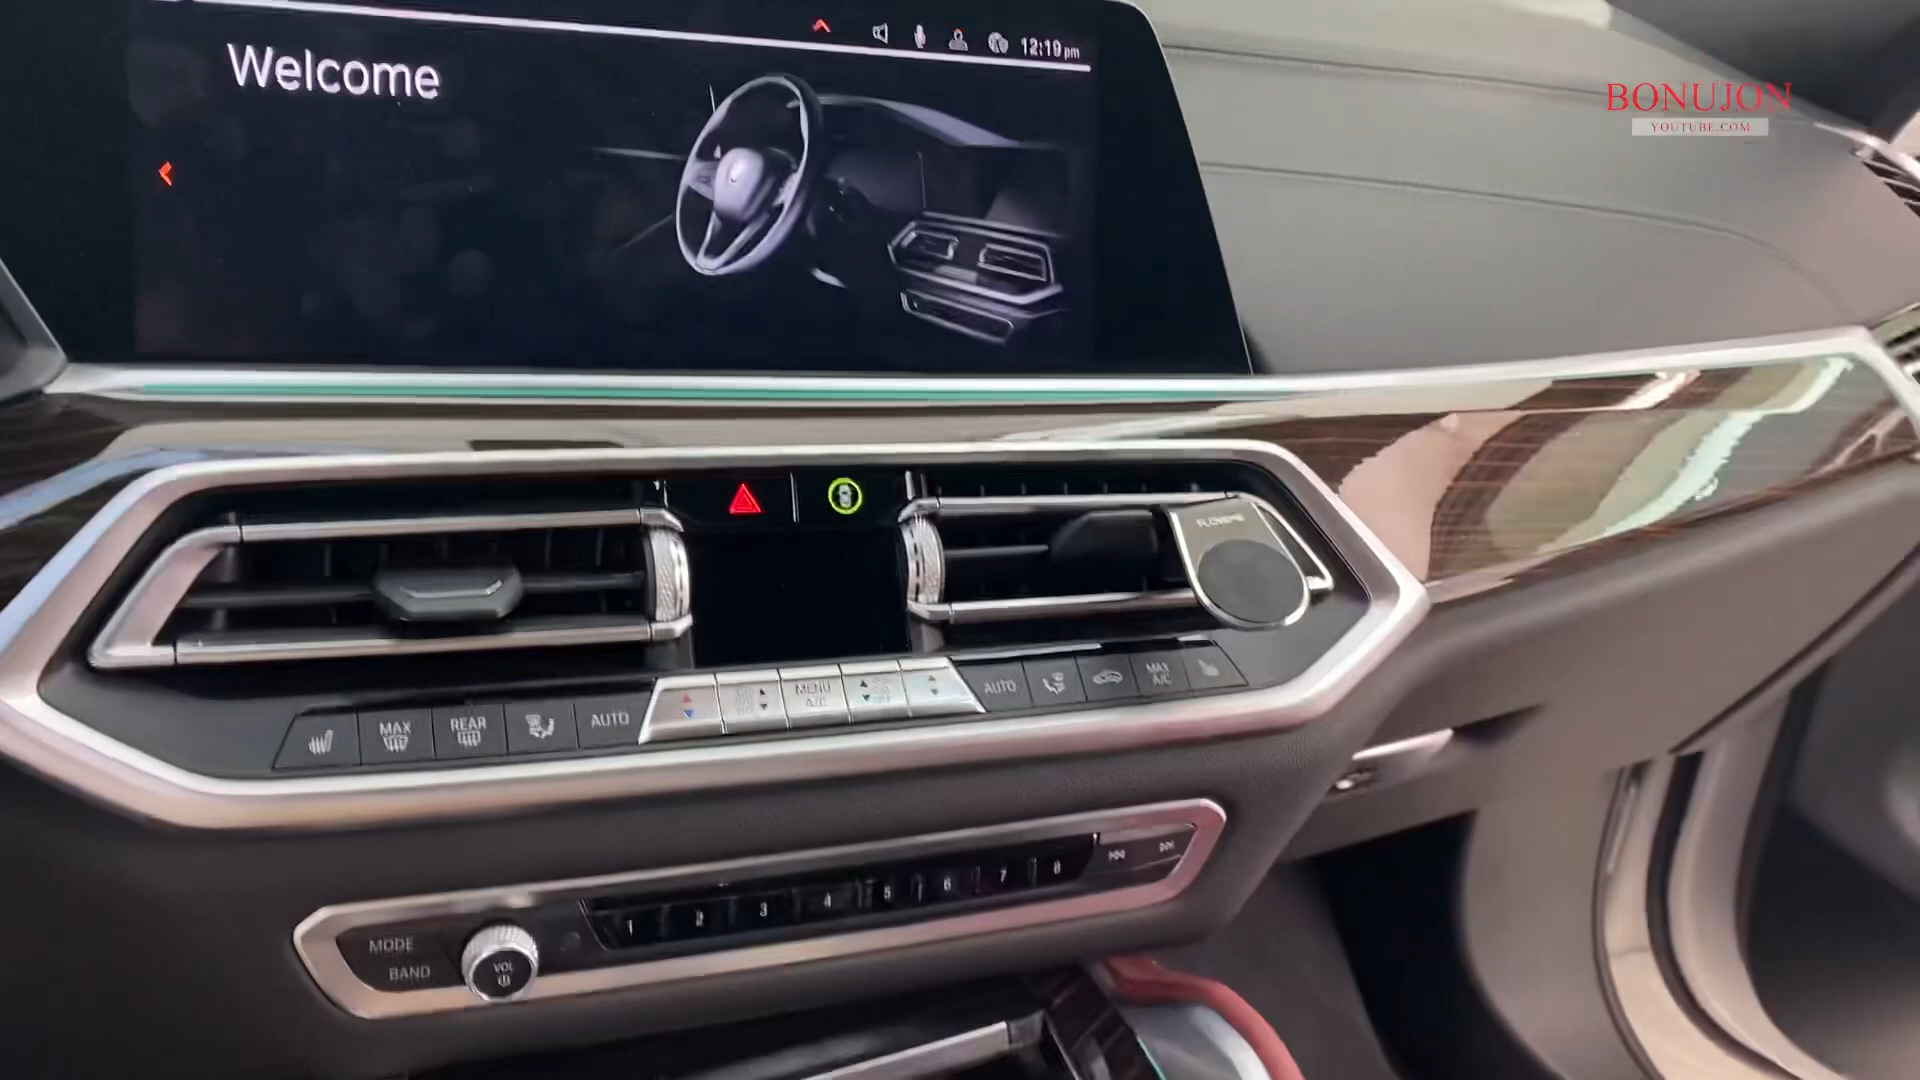 Welcome
12:19 pm
BONUJON
YOUTUBE.COM
FLOVEME
MAX
REAR
AUTO
MENU
A/C
AUTO
MAX
A/C
1 2 3 4 5 6 7 8
MODE
BAND
VOL